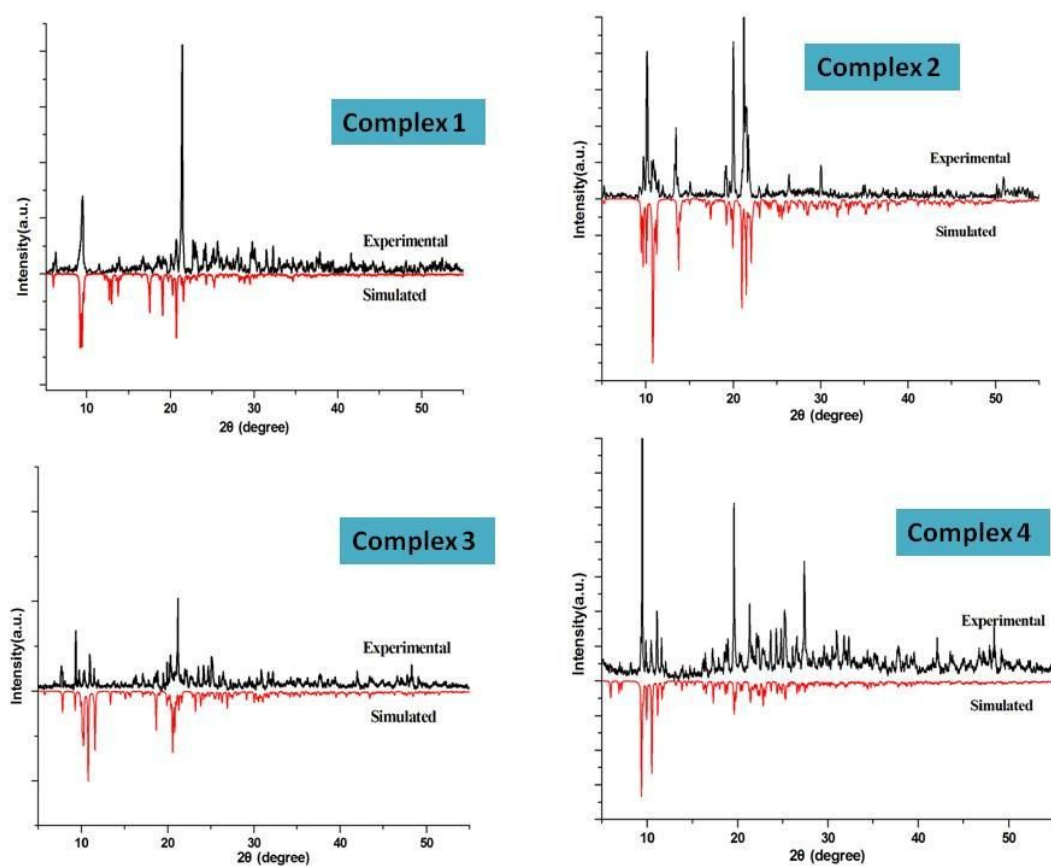 Complex 1
Intensity(a.u.)
Experimental
Simulated
10 20 30 40 50
2θ (degree)
Complex 2
Intensity(a.u.)
Experimental
Simulated
10 20 30 40 50
2θ (degree)
Complex 3
Intensity(a.u.)
Experimental
Simulated
10 20 30 40 50
2θ (degree)
Complex 4
Intensity(a.u.)
Experimental
Simulated
10 20 30 40 50
2θ (degree)